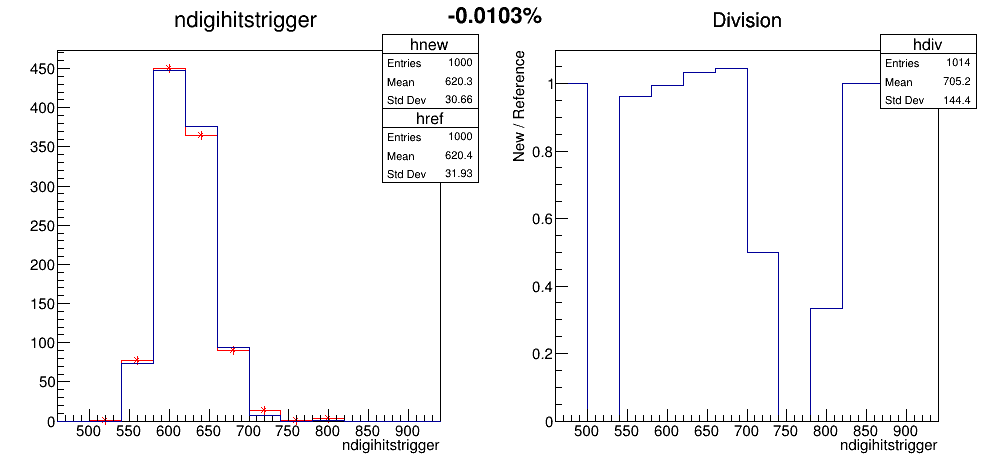 -0.0103%
ndigihitstrigger
hnew
Entries 1000
Mean 620.3
Std Dev 30.66
href
Entries 1000
Mean 620.4
Std Dev 31.93
450
400
350
300
250
200
150
100
50
0
500 550 600 650 700 750 800 850 900
ndigihitstrigger
Division
hdiv
Entries 1014
Mean 705.2
Std Dev 144.4
New / Reference
1
0.8
0.6
0.4
0.2
0
500 550 600 650 700 750 800 850 900
ndigihitstrigger